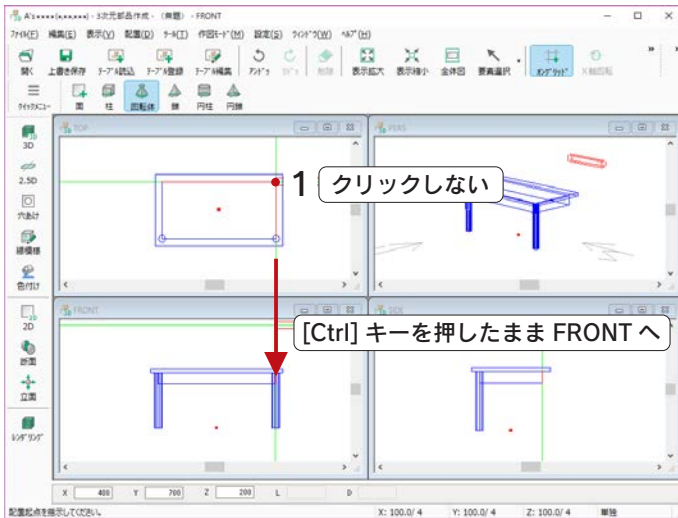 A's****(*,**,**) - 3次元部品作成 - （無題） - FRONT
ﾌｧｲﾙ(F) 編集(E) 表示(V) 配置(D) ﾂｰﾙ(T) 作図ﾓｰﾄﾞ(M) 設定(S) ｳｨﾝﾄﾞｳ(W) ﾍﾙﾌﾟ(H)
開く 上書き保存 ﾃｰﾌﾞﾙ読込 ﾃｰﾌﾞﾙ登録 ﾃｰﾌﾞﾙ編集 ｱﾝﾄﾞｩ ﾘﾄﾞｩ 削除 表示拡大 表示縮小 全体図 要素選択 ｵﾝｸﾞﾘｯﾄﾞ X軸回転
ｸｲｯｸﾒﾆｭｰ 面 柱 回転体 錐 円柱 円錐
3D
2.5D
穴あけ
線模様
色付け
2D
断面
立面
ﾚﾝﾀﾞﾘﾝｸﾞ
TOP
PERS
1 クリックしない
FRONT
[Ctrl] キーを押したまま FRONT へ
X 400 Y 700 Z 200 L D
配置起点を指示してください。 X: 100.0/ 4 Y: 100.0/ 4 Z: 100.0/ 4 単独